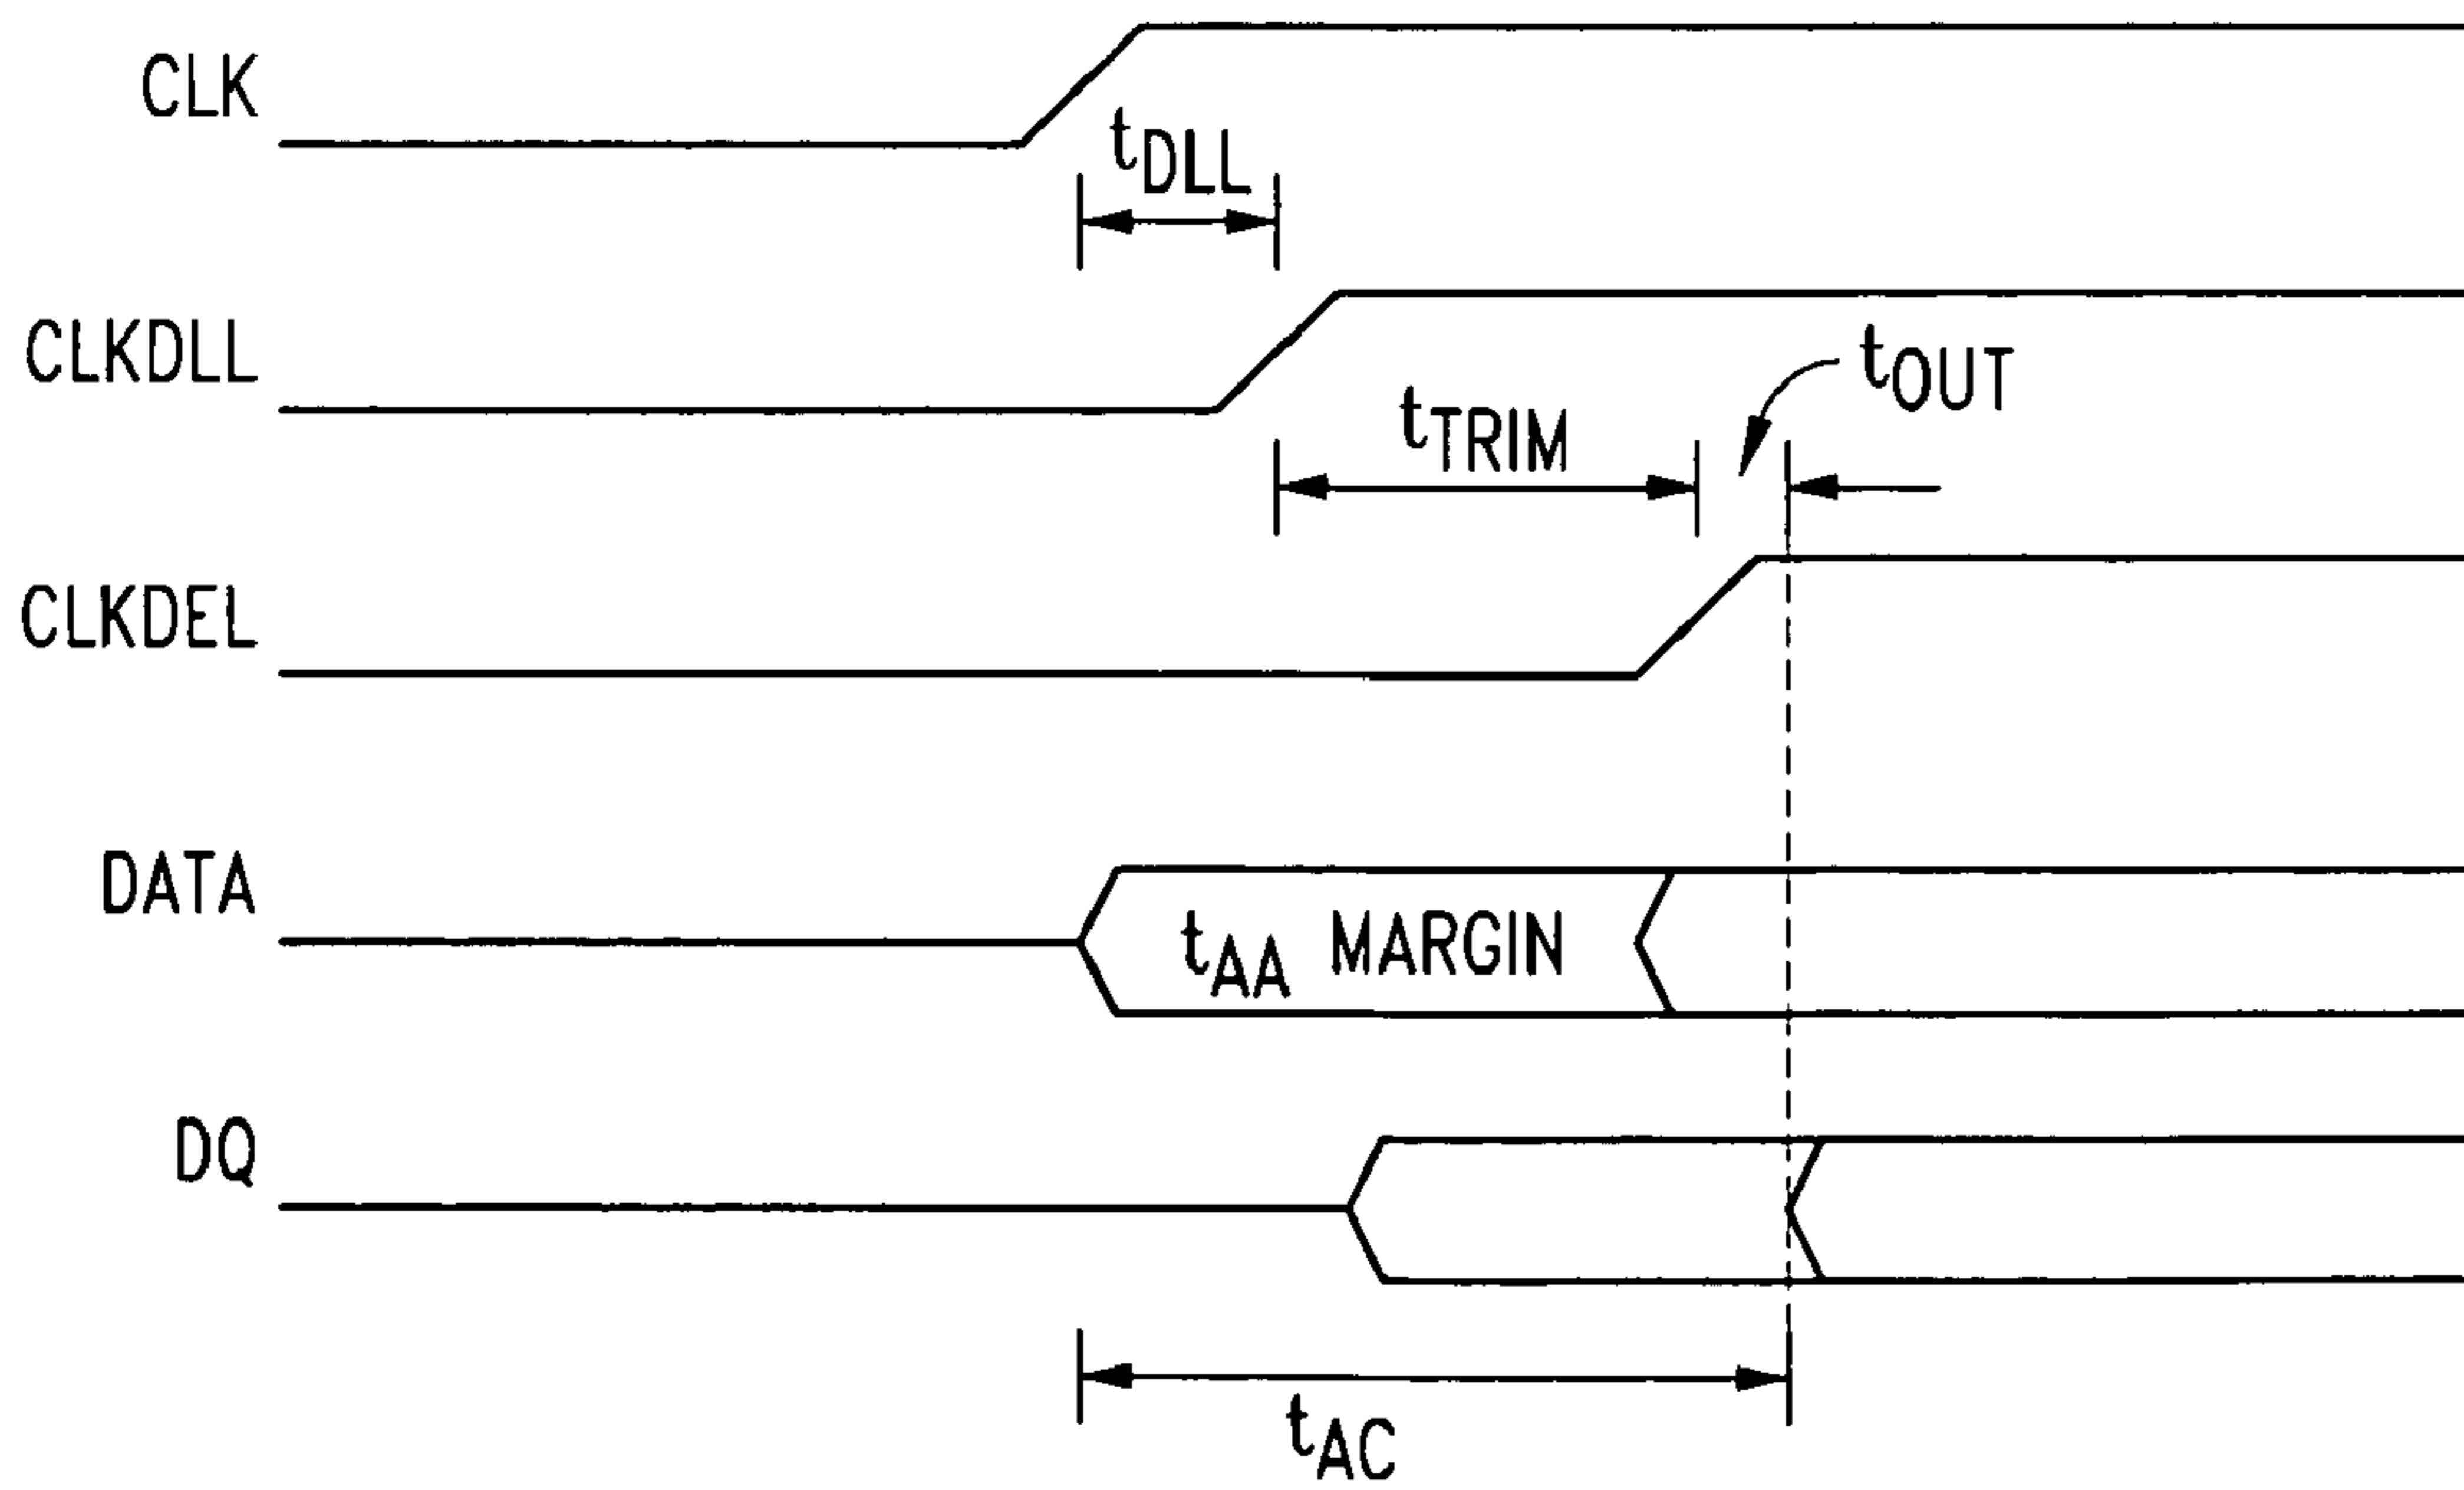 CLK
tDLL
CLKDLL
tOUT
tTRIM
CLKDEL
DATA
tAA MARGIN
DQ
tAC